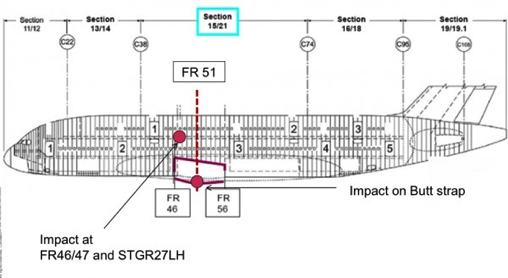 Section
11/12
Section
13/14
Section
15/21
Section
16/18
Section
19/19.1
C22
C38
C74
C95
FR 51
1
2
3
1
2
3
4
5
Impact on Butt strap
FR
46
FR
56
Impact at
FR46/47 and STGR27LH